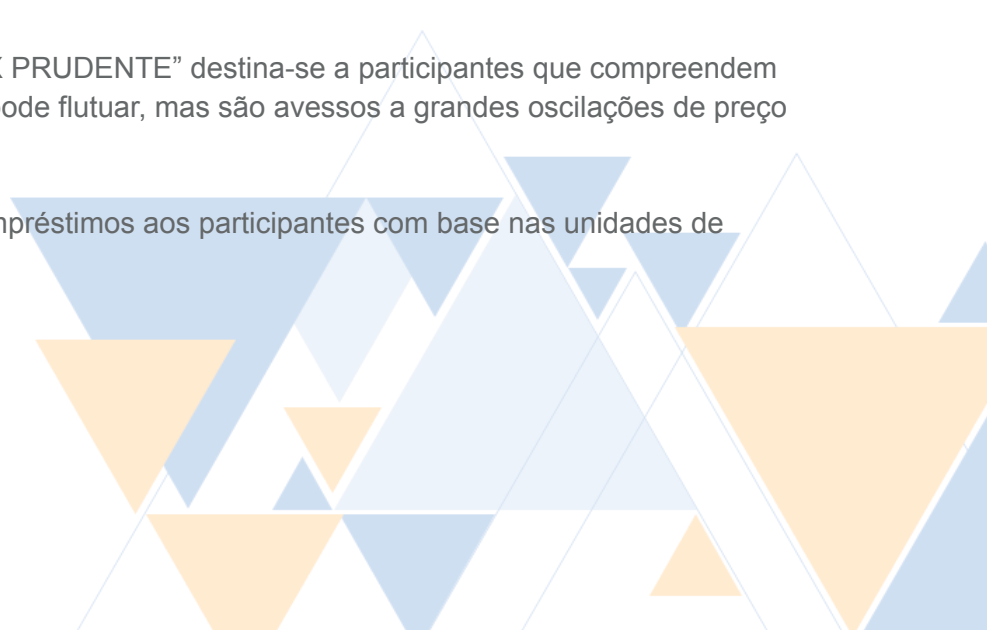 PRUDENTE” destina-se a participantes que compreendem
pode flutuar, mas são avessos a grandes oscilações de preço
empréstimos aos participantes com base nas unidades de